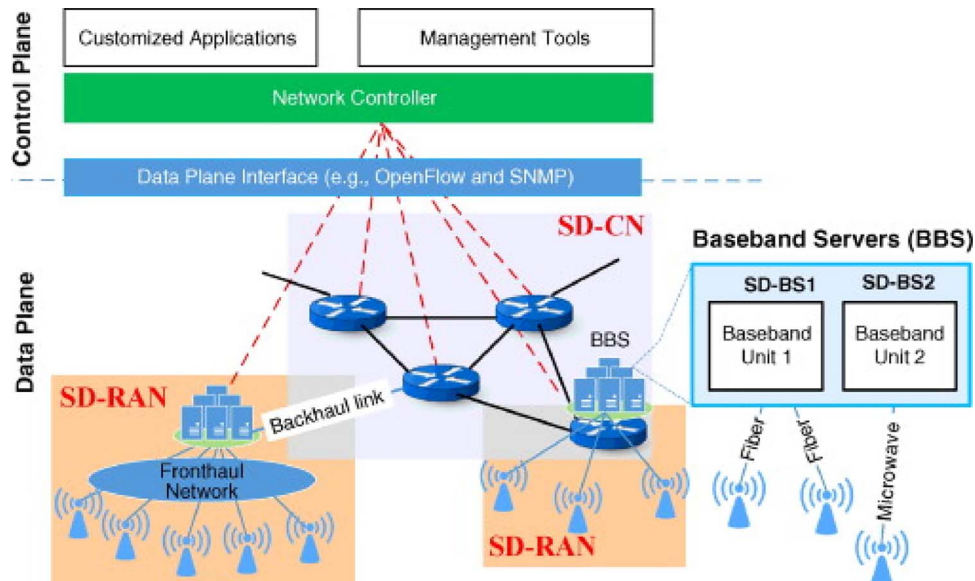 Control Plane
Customized Applications
Management Tools
Network Controller
Data Plane Interface (e.g., OpenFlow and SNMP)
Data Plane
SD-CN
Baseband Servers (BBS)
SD-BS1
SD-BS2
Baseband
Unit 1
Baseband
Unit 2
BBS
SD-RAN
Backhaul link
Fronthaul
Network
SD-RAN
Fiber
Fiber
Microwave